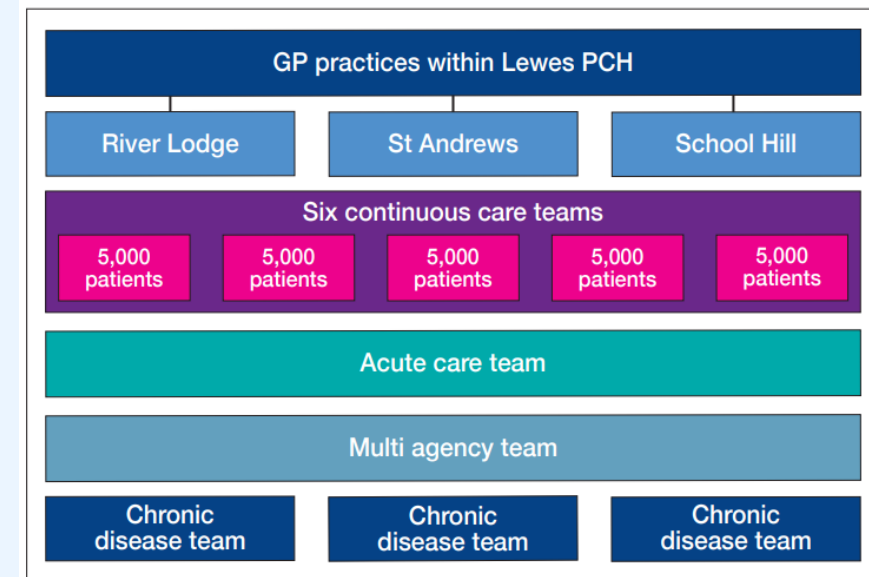 GP practices within Lewes PCH
River Lodge
St Andrews
School Hill
Six continuous care teams
5,000
patients
5,000
patients
5,000
patients
5,000
patients
5,000
patients
Acute care team
Multi agency team
Chronic
disease team
Chronic
disease team
Chronic
disease team